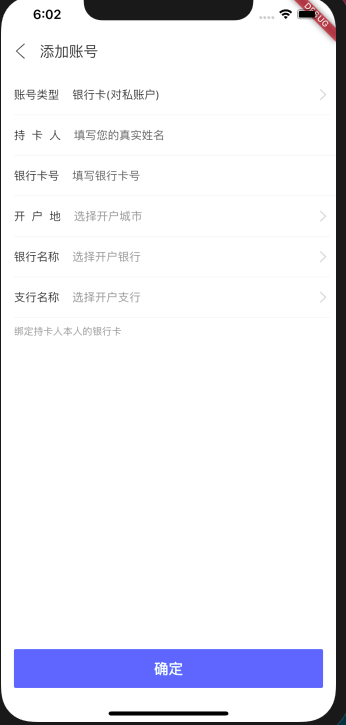 6:02
DEBUG
添加账号
账号类型 银行卡(对私账户)
持 卡 人 填写您的真实姓名
银行卡号 填写银行卡号
开 户 地 选择开户城市
银行名称 选择开户银行
支行名称 选择开户支行
绑定持卡人本人的银行卡
确定